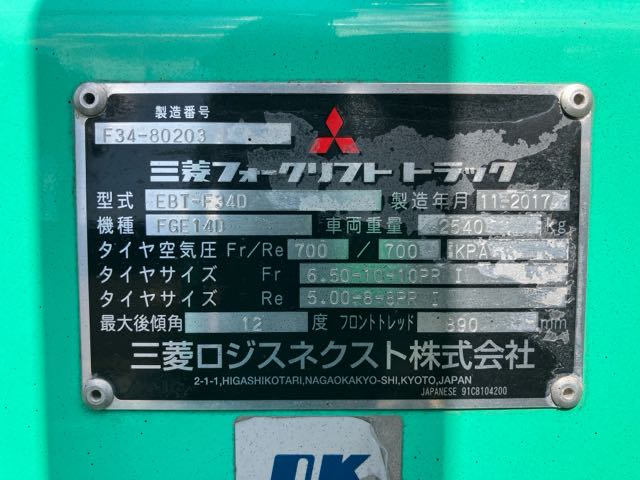 製造番号
F34-80203
三菱フォークリフト トラック
型式 EBT-F34D 製造年月 11-2017
機種 FGE14D 車両重量 2540 kg
タイヤ空気圧 Fr/Re 700 / 700 KPA
タイヤサイズ Fr 6.50-10-10PR I
タイヤサイズ Re 5.00-8-8PR I
最大後傾角 12 度 フロントトレッド 890 mm
三菱ロジスネクスト株式会社
2-1-1,HIGASHIKOTARI,NAGAOKAKYO-SHI,KYOTO,JAPAN
JAPANESE 91C8104200